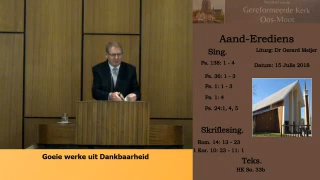 Gereformeerde Kerk
Oos-Moot
Aand-Erediens
Sing.
Liturg: Dr Gerard Meijer
Ps. 138: 1 - 4
Datum: 15 Julie 2018
Ps. 36: 1 - 3
Ps. 1: 1 - 3
Ps. 1: 4
Ps. 34:1, 4, 5
Skriflesing.
Rom. 14: 13 - 23
1 Kor. 10: 23 - 11: 1
Teks.
HK So. 33b
Goeie werke uit Dankbaarheid